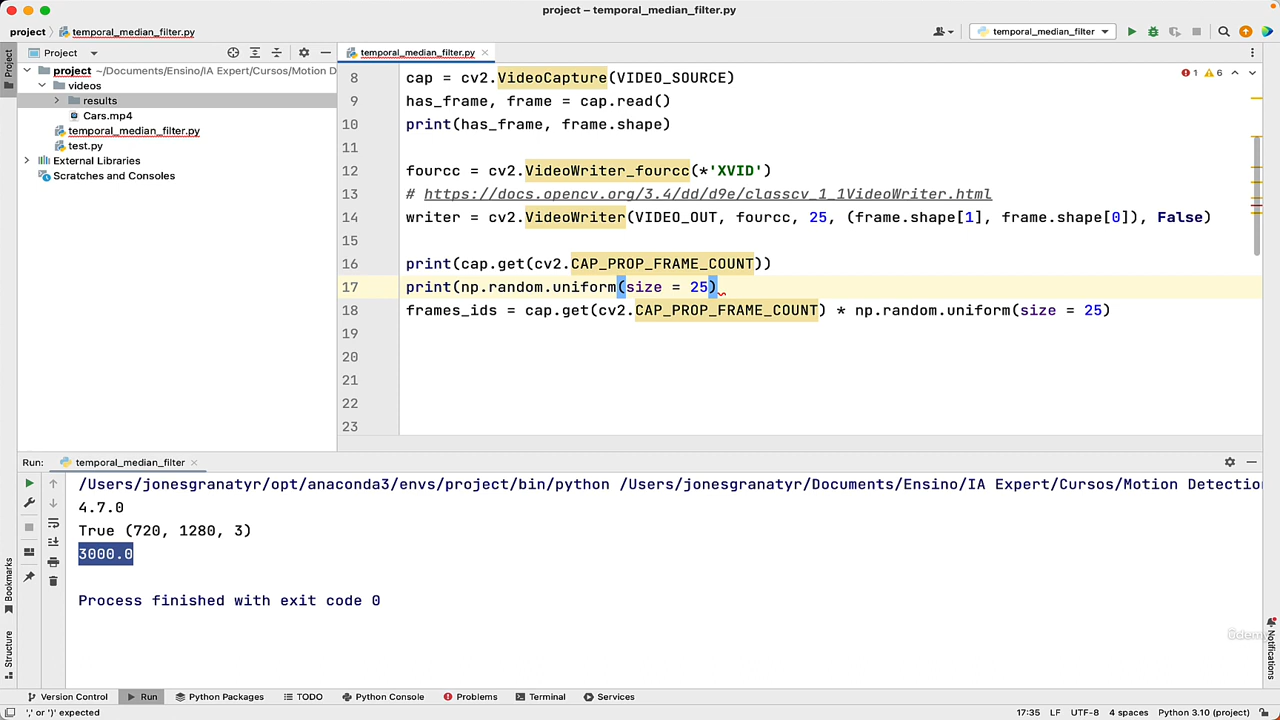 project – temporal_median_filter.py
project › temporal_median_filter.py
temporal_median_filter
Project
temporal_median_filter.py
project ~/Documents/Ensino/IA Expert/Cursos/Motion D
videos
results
Cars.mp4
temporal_median_filter.py
test.py
External Libraries
Scratches and Consoles
Project
Bookmarks
Structure
Notifications
1 6
8 cap = cv2.VideoCapture(VIDEO_SOURCE)
9 has_frame, frame = cap.read()
10 print(has_frame, frame.shape)
11
12 fourcc = cv2.VideoWriter_fourcc(*'XVID')
13 # https://docs.opencv.org/3.4/dd/d9e/classcv_1_1VideoWriter.html
14 writer = cv2.VideoWriter(VIDEO_OUT, fourcc, 25, (frame.shape[1], frame.shape[0]), False)
15
16 print(cap.get(cv2.CAP_PROP_FRAME_COUNT))
17 print(np.random.uniform(size = 25)
18 frames_ids = cap.get(cv2.CAP_PROP_FRAME_COUNT) * np.random.uniform(size = 25)
19
20
21
22
23
Run: temporal_median_filter
/Users/jonesgranatyr/opt/anaconda3/envs/project/bin/python /Users/jonesgranatyr/Documents/Ensino/IA Expert/Cursos/Motion Detectio
4.7.0
True (720, 1280, 3)
3000.0
Process finished with exit code 0
Version Control Run Python Packages TODO Python Console Problems Terminal Services
',' or ')' expected
17:35 LF UTF-8 4 spaces Python 3.10 (project)